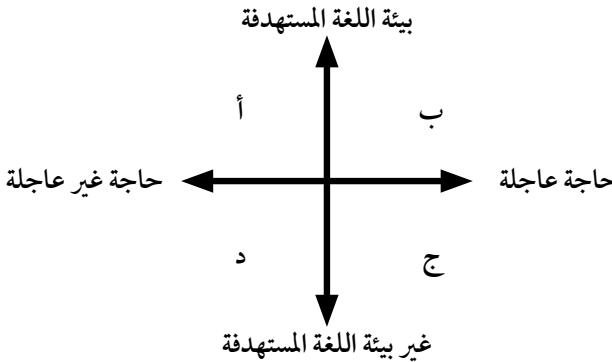 بيئة اللغة المستهدفة
ب
أ
حاجة عاجلة
حاجة غير عاجلة
ج
د
غير بيئة اللغة المستهدفة